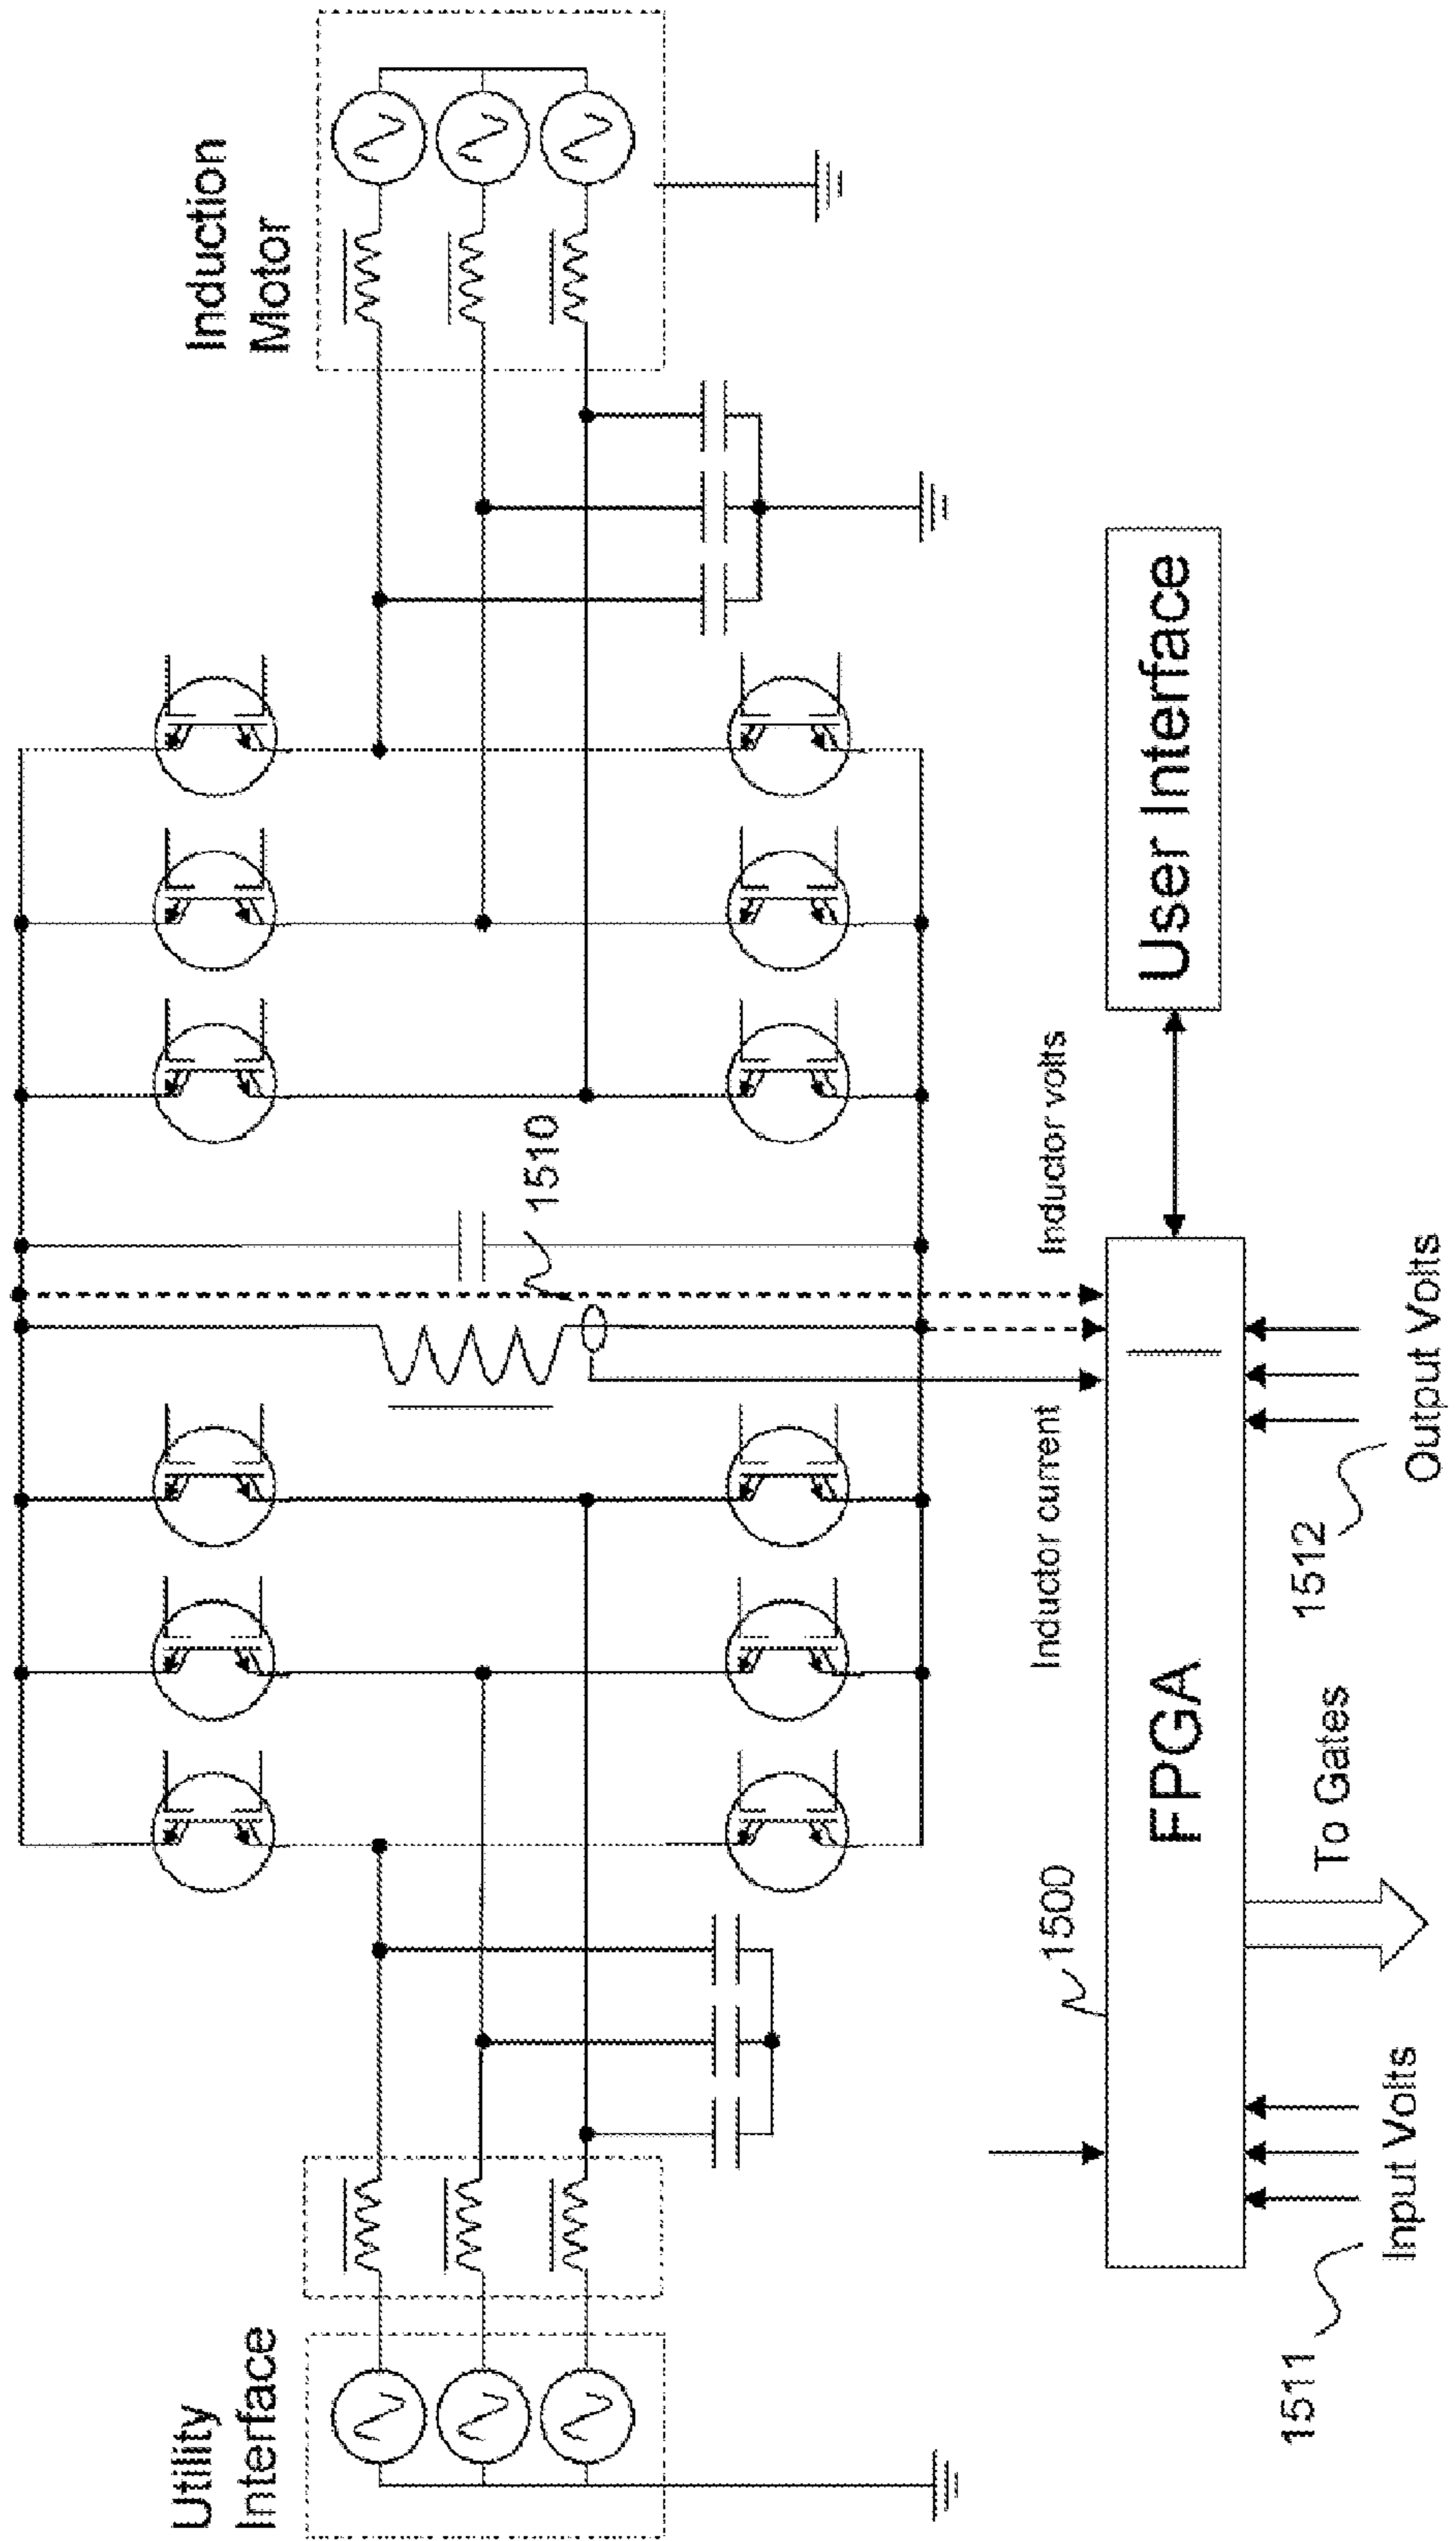 Utility
Interface
Induction
Motor
1510
Inductor current
Inductor volts
1500
FPGA
User Interface
1511
Input Volts
To Gates
1512
Output Volts